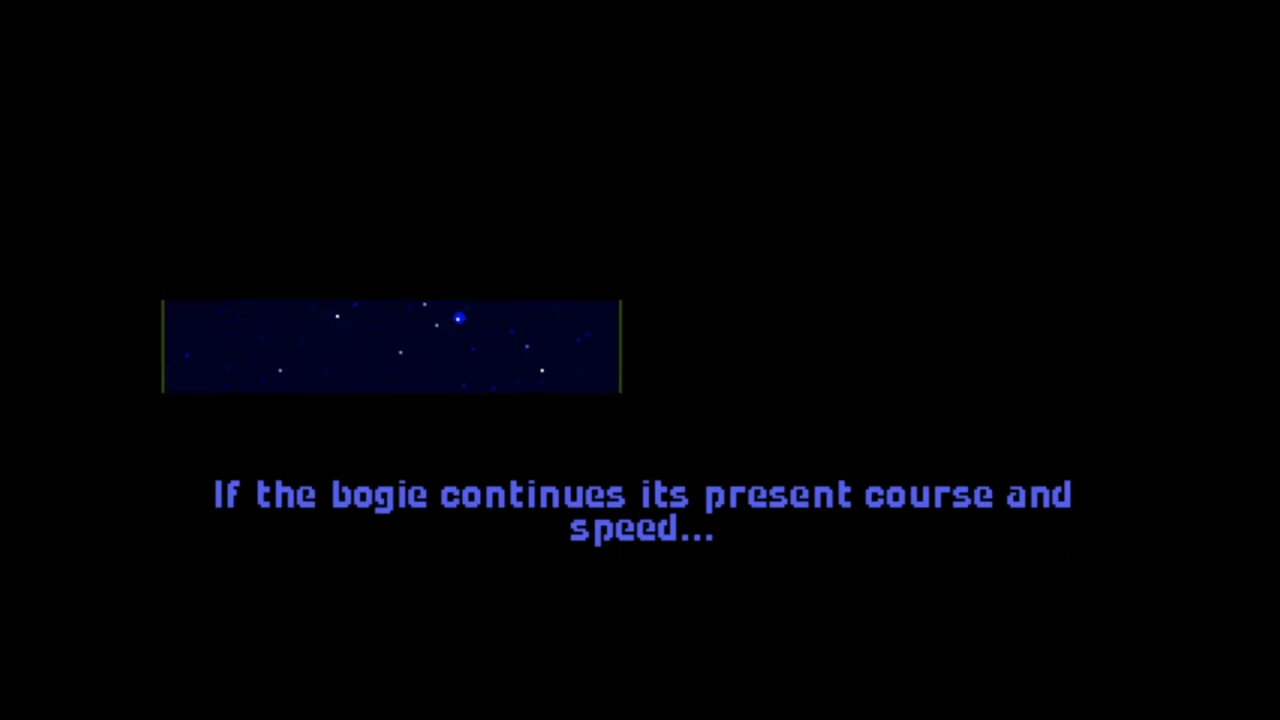 If the bogie continues its present course and
speed...